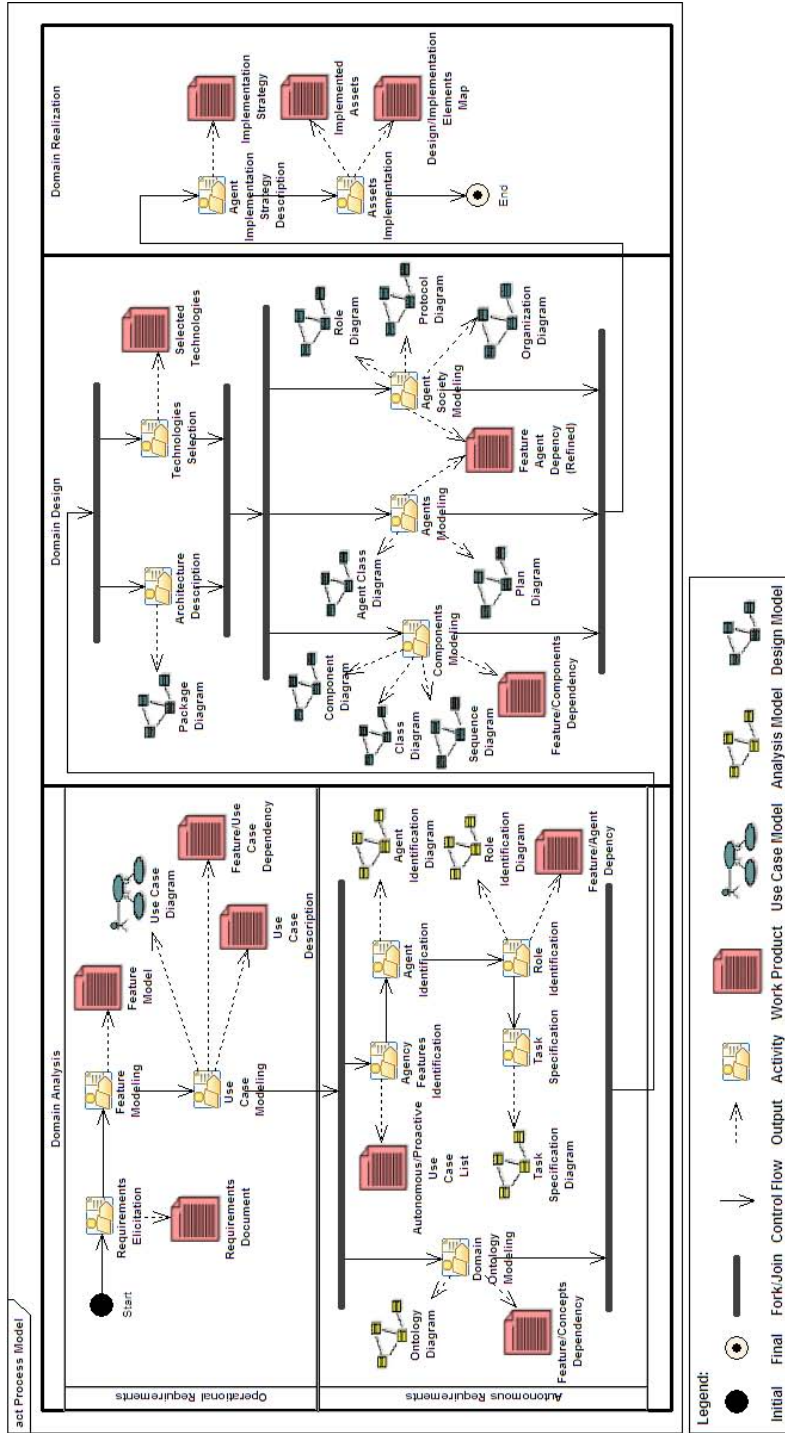 act Process Model
Domain Analysis
Operational Requirements
Start
Requirements
Elicitation
Requirements
Document
Feature Modeling
Feature
Model
Use
Case
Modeling
Use Case
Diagram
Feature/Use
Case
Dependency
Use
Case
Description
Autonomous Requirements
Ontology
Diagram
Domain
Ontology
Modeling
Feature/Concepts
Dependency
Agency
Features
Identification
Autonomous/Proactive
Use
Case
List
Agent
Identification
Agent
Identification
Diagram
Role
Identification
Role
Identification
Diagram
Feature/Agent
Depency
Task
Specification
Task
Specification
Diagram
Domain Design
Package
Diagram
Architecture
Description
Technologies
Selection
Selected
Technologies
Component
Diagram
Class
Diagram
Sequence
Diagram
Components
Modeling
Feature/Components
Dependency
Agent Class
Diagram
Agents
Modeling
Plan
Diagram
Feature
Agent
Depency
(Refined)
Agent
Society
Modeling
Role
Diagram
Protocol
Diagram
Organization
Diagram
Domain Realization
Agent
Implementation
Strategy
Description
Implementation
Strategy
Assets
Implementation
Implemented
Assets
Design/Implementation
Elements
Map
End
Legend:
Initial
Final
Fork/Join
Control Flow
Output
Activity
Work Product
Use Case Model
Analysis Model
Design Model